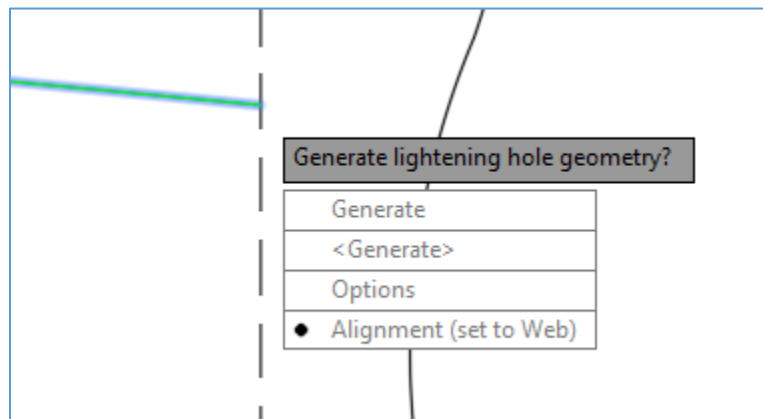 Generate lightening hole geometry?
Generate
<Generate>
Options
Alignment (set to Web)